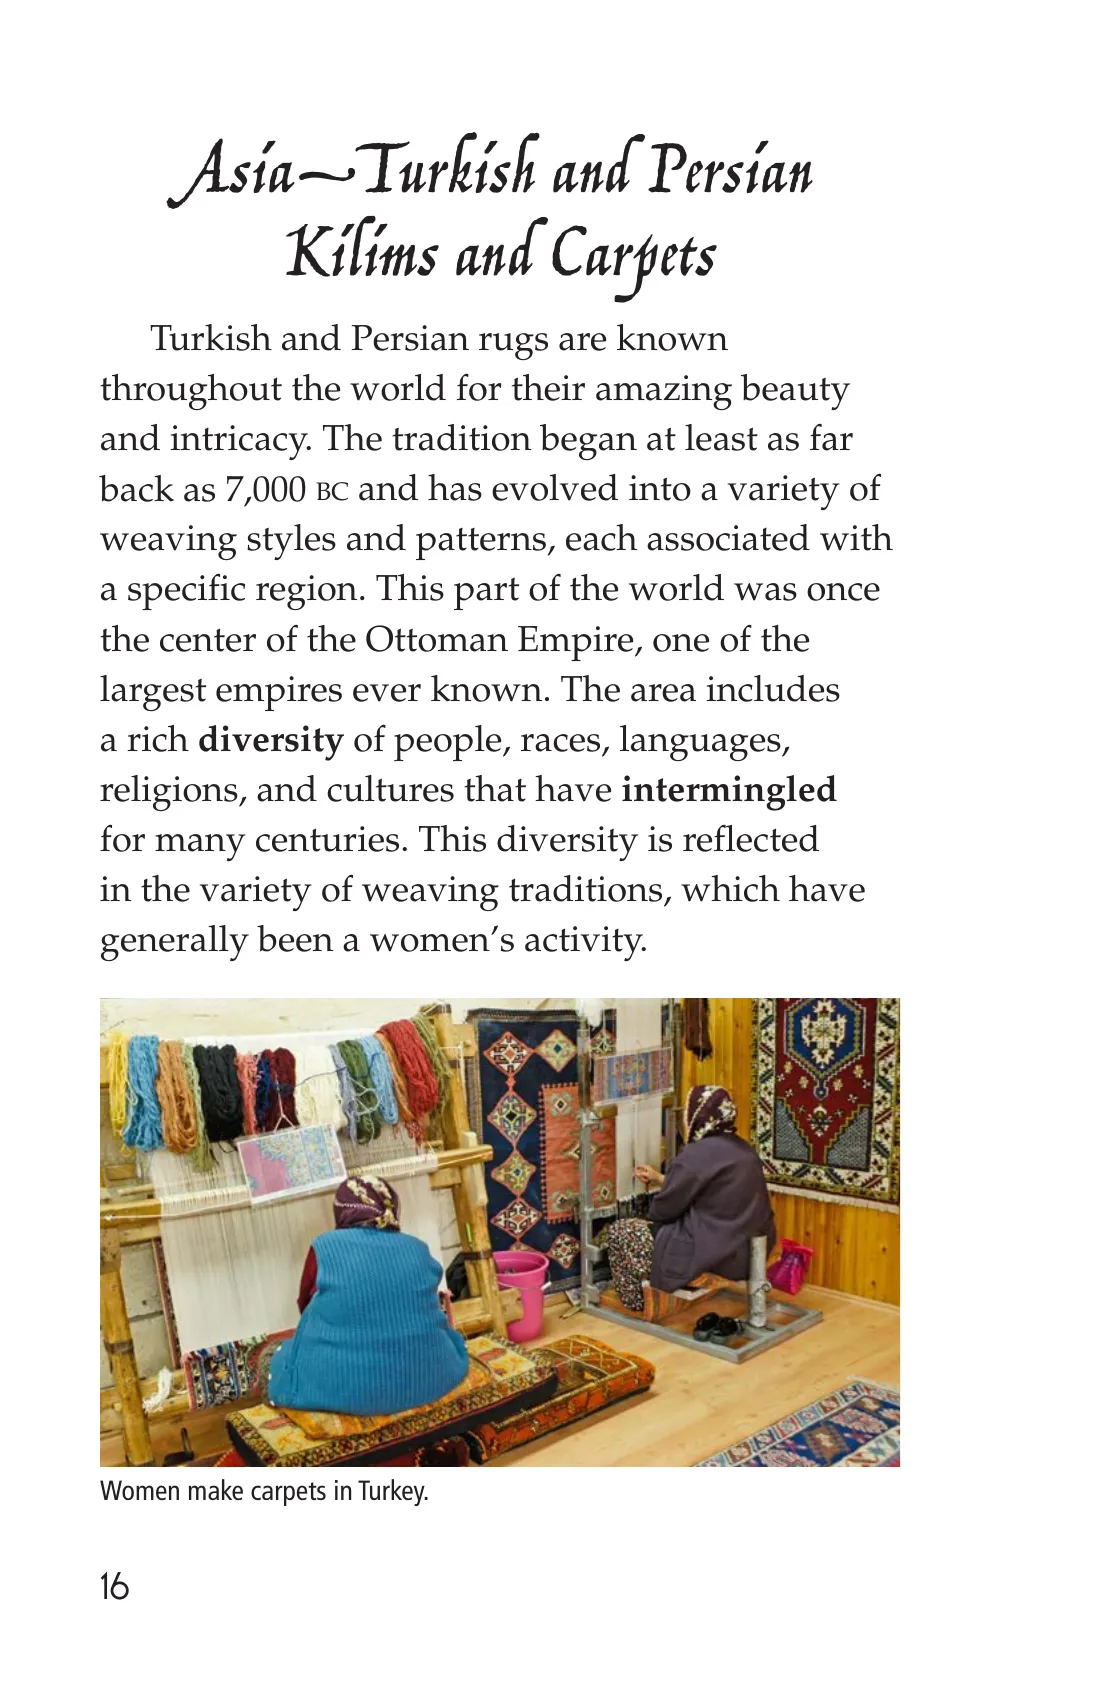 Asia—Turkish and Persian
Kilims and Carpets
Turkish and Persian rugs are known
throughout the world for their amazing beauty
and intricacy. The tradition began at least as far
back as 7,000 BC and has evolved into a variety of
weaving styles and patterns, each associated with
a specific region. This part of the world was once
the center of the Ottoman Empire, one of the
largest empires ever known. The area includes
a rich diversity of people, races, languages,
religions, and cultures that have intermingled
for many centuries. This diversity is reflected
in the variety of weaving traditions, which have
generally been a women’s activity.
Women make carpets in Turkey.
16